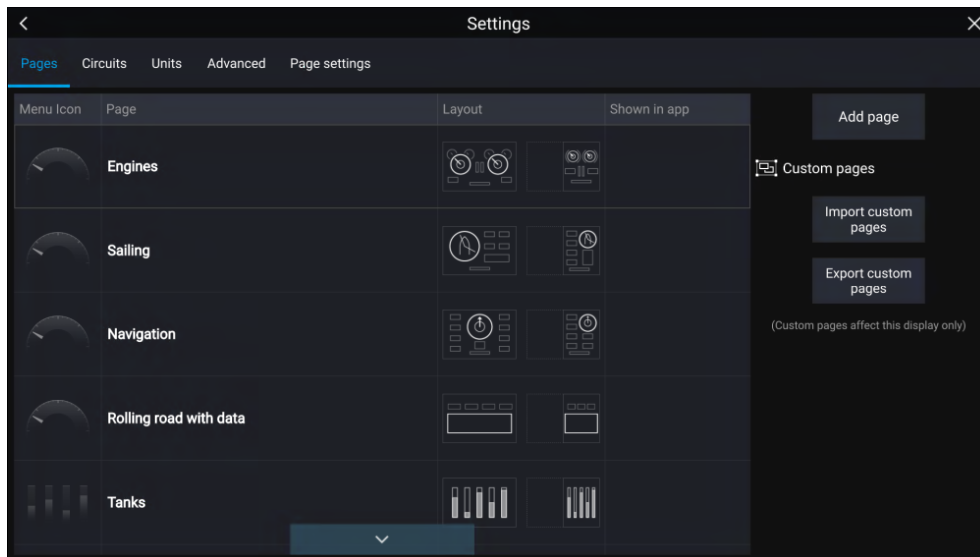 Settings
Pages Circuits Units Advanced Page settings
Menu Icon Page Layout Shown in app
Add page
Engines
Custom pages
Import custom
pages
Sailing
Export custom
pages
(Custom pages affect this display only)
Navigation
Rolling road with data
Tanks